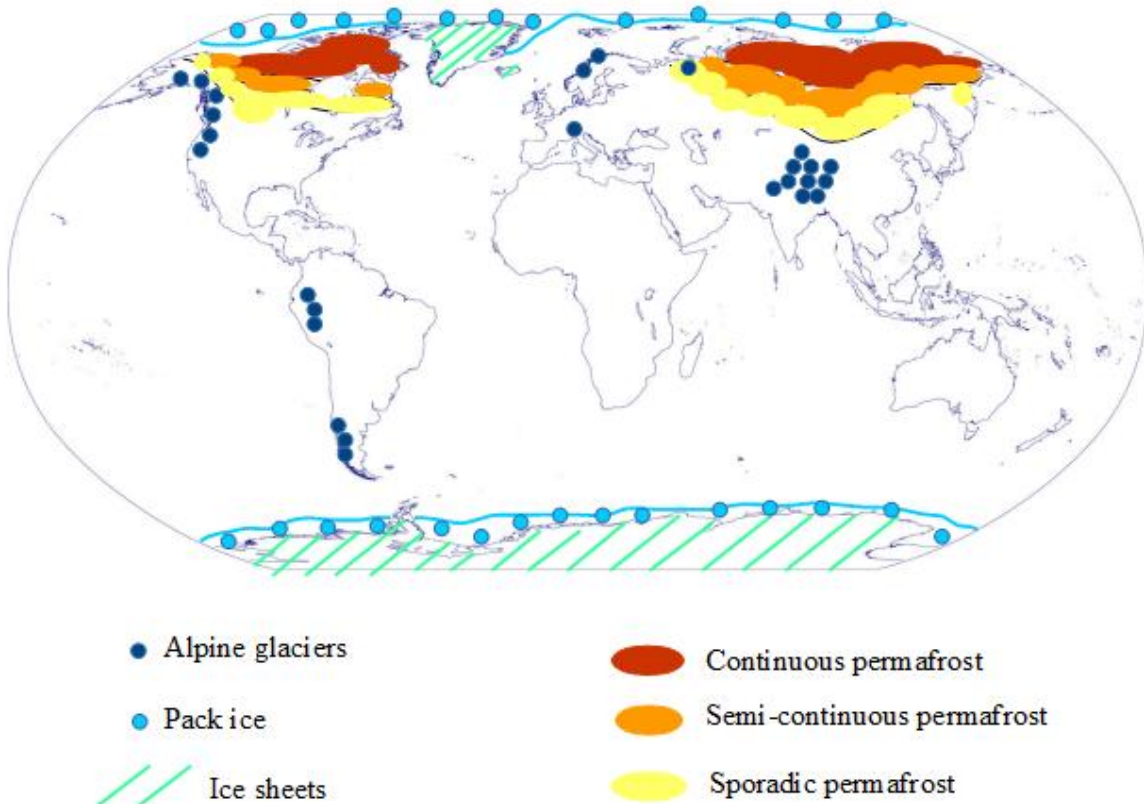 Alpine glaciers
Pack ice
Ice sheets
Continuous permafrost
Semi-continuous permafrost
Sporadic permafrost